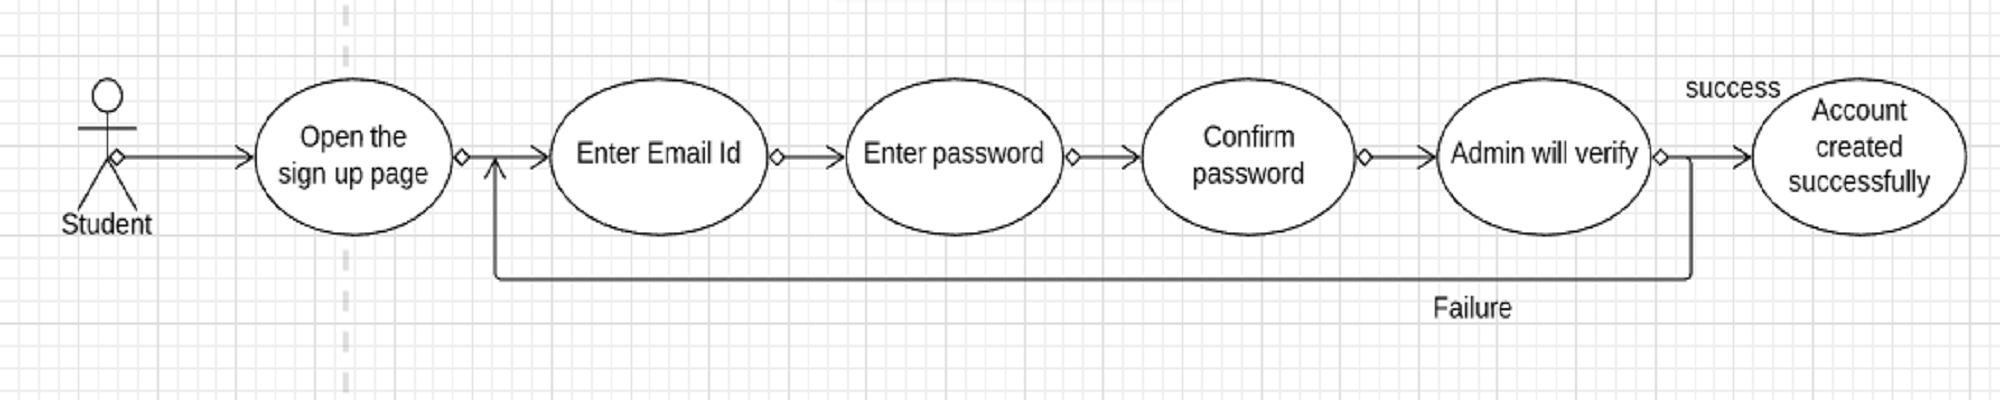 Student
Open the
sign up page
Enter Email Id
Enter password
Confirm
password
Admin will verify
success
Account
created
successfully
Failure